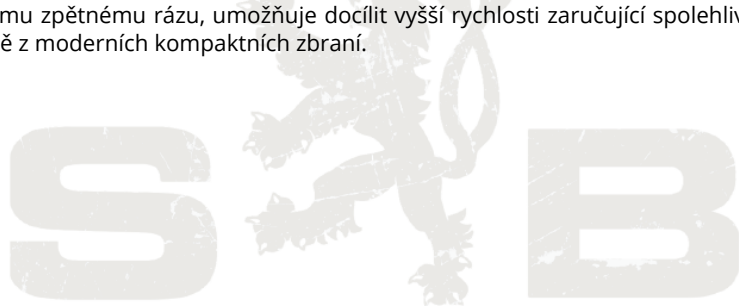 mu zpětnému rázu, umožňuje docílit vyšší rychlosti zaručující spolehliv
ě z moderních kompaktních zbraní.
S B